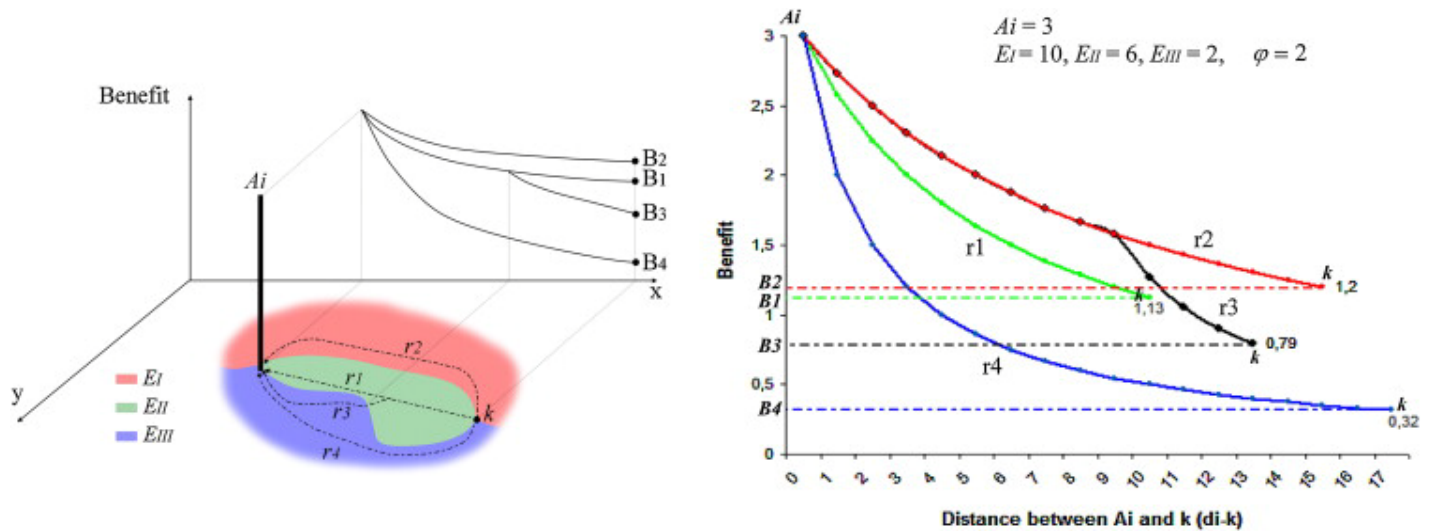 Benefit
Ai
B2
B1
B3
B4
x
y
EI
EII
EIII
r2
r1
r3
r4
k
Ai
Ai = 3
EI = 10, EII = 6, EIII = 2, φ = 2
Benefit
3
2,5
2
1,5
1
0,5
0
B2
B1
B3
B4
r1
r2
r3
r4
k
1,2
k
1,13
0,79
k
k
0,32
0 1 2 3 4 5 6 7 8 9 10 11 12 13 14 15 16 17
Distance between Ai and k (di-k)